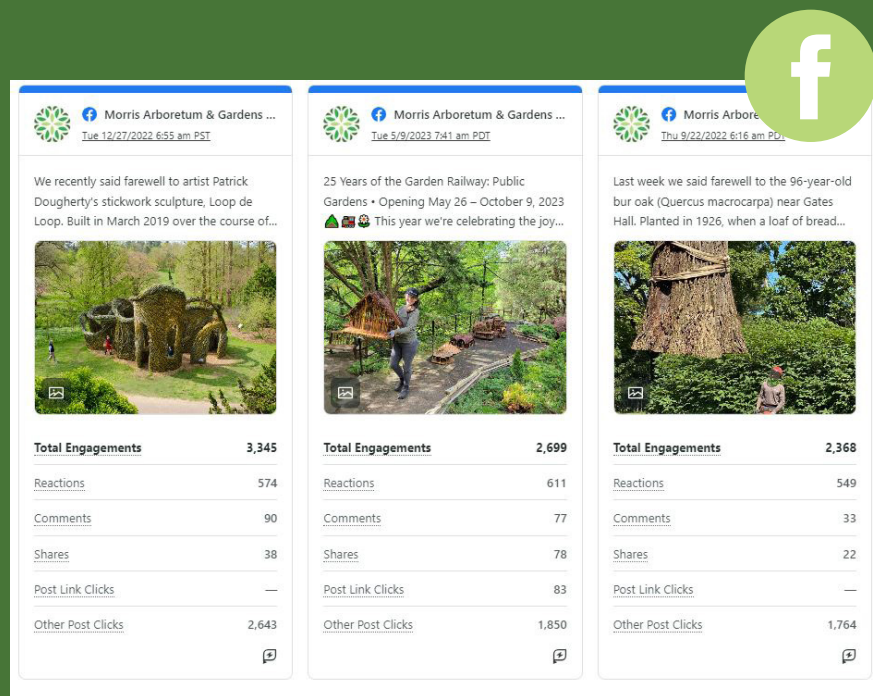 Morris Arboretum & Gardens ...
Tue 12/27/2022 6:55 am PST
We recently said farewell to artist Patrick
Dougherty's stickwork sculpture, Loop de
Loop. Built in March 2019 over the course of...
Total Engagements 3,345
Reactions 574
Comments 90
Shares 38
Post Link Clicks —
Other Post Clicks 2,643
Morris Arboretum & Gardens ...
Tue 5/9/2023 7:41 am PDT
25 Years of the Garden Railway: Public
Gardens • Opening May 26 – October 9, 2023
🌲🚂🌼 This year we're celebrating the joy...
Total Engagements 2,699
Reactions 611
Comments 77
Shares 78
Post Link Clicks 83
Other Post Clicks 1,850
Morris Arbore
Thu 9/22/2022 6:16 am PDT
Last week we said farewell to the 96-year-old
bur oak (Quercus macrocarpa) near Gates
Hall. Planted in 1926, when a loaf of bread...
Total Engagements 2,368
Reactions 549
Comments 33
Shares 22
Post Link Clicks —
Other Post Clicks 1,764
f